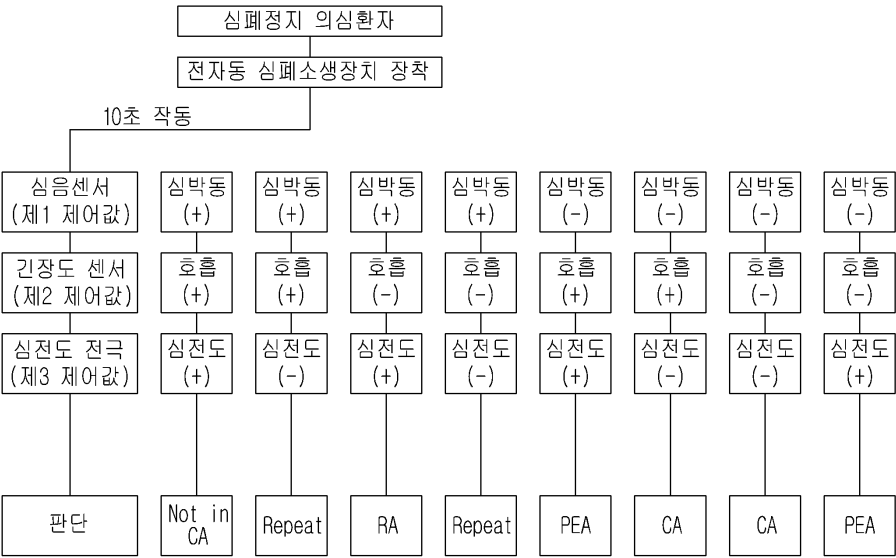 심폐정지 의심환자
전자동 심폐소생장치 장착
10초 작동
심음센서
(제1 제어값)
심박동
(+)
심박동
(+)
심박동
(+)
심박동
(+)
심박동
(-)
심박동
(-)
심박동
(-)
심박동
(-)
긴장도 센서
(제2 제어값)
호흡
(+)
호흡
(+)
호흡
(-)
호흡
(-)
호흡
(+)
호흡
(+)
호흡
(-)
호흡
(-)
심전도 전극
(제3 제어값)
심전도
(+)
심전도
(-)
심전도
(+)
심전도
(-)
심전도
(+)
심전도
(-)
심전도
(-)
심전도
(+)
판단
Not in
CA
Repeat
RA
Repeat
PEA
CA
CA
PEA